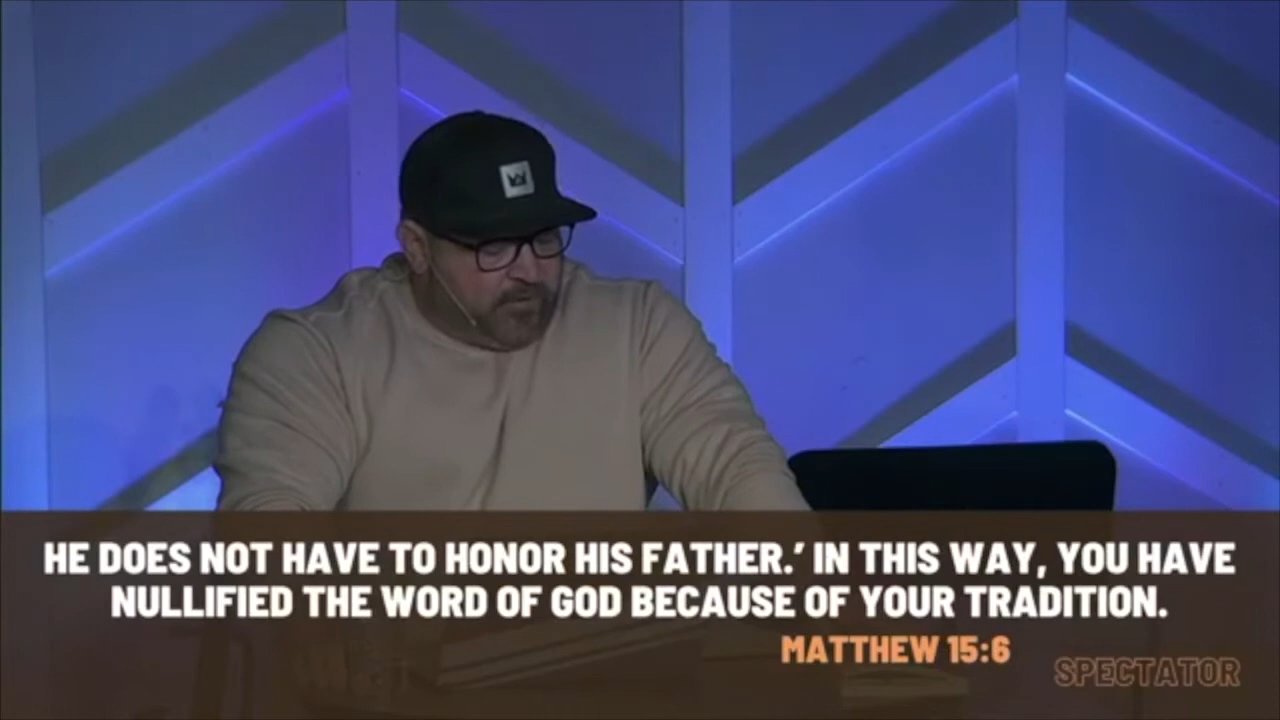 HE DOES NOT HAVE TO HONOR HIS FATHER.’ IN THIS WAY, YOU HAVE
NULLIFIED THE WORD OF GOD BECAUSE OF YOUR TRADITION.
MATTHEW 15:6
SPECTATOR